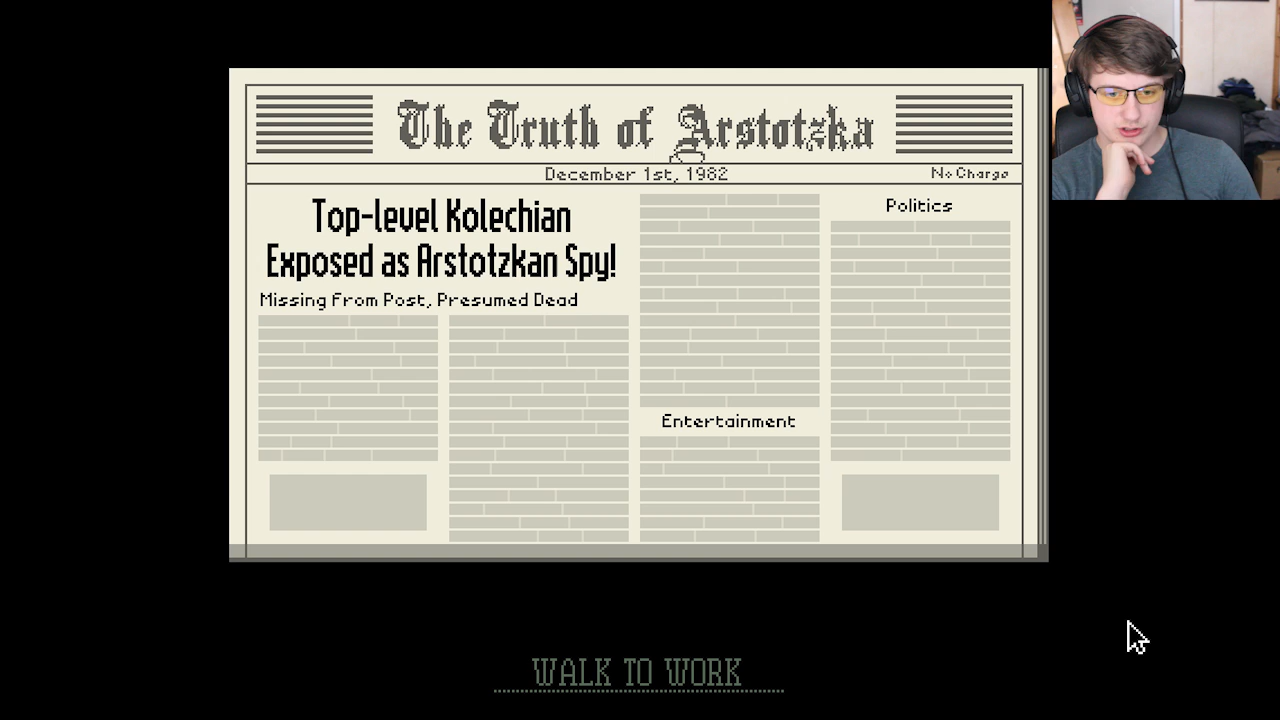 The Truth of Arstotzka
December 1st, 1982
No Charge
Top-level Kolechian
Exposed as Arstotzkan Spy!
Missing From Post, Presumed Dead
Politics
Entertainment
WALK TO WORK